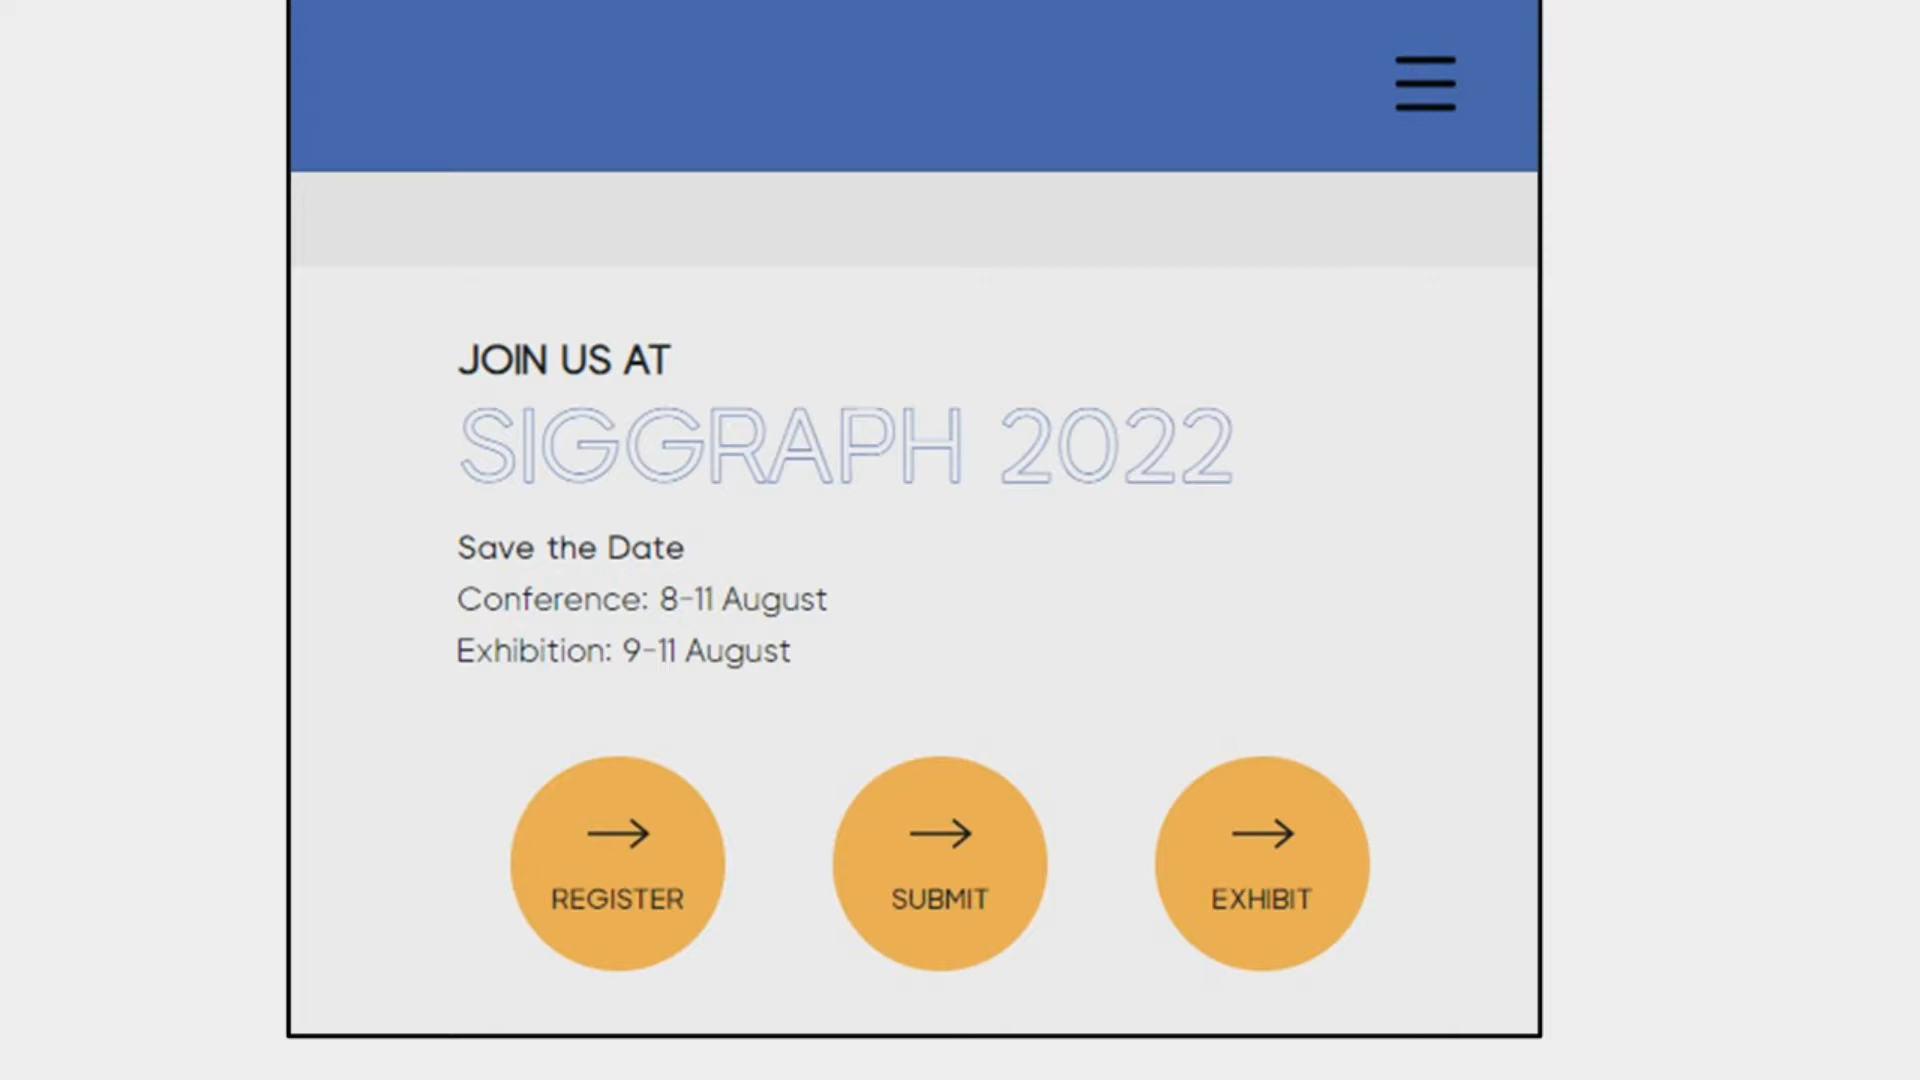 JOIN US AT
SIGGRAPH 2022
Save the Date
Conference: 8-11 August
Exhibition: 9-11 August
REGISTER
SUBMIT
EXHIBIT